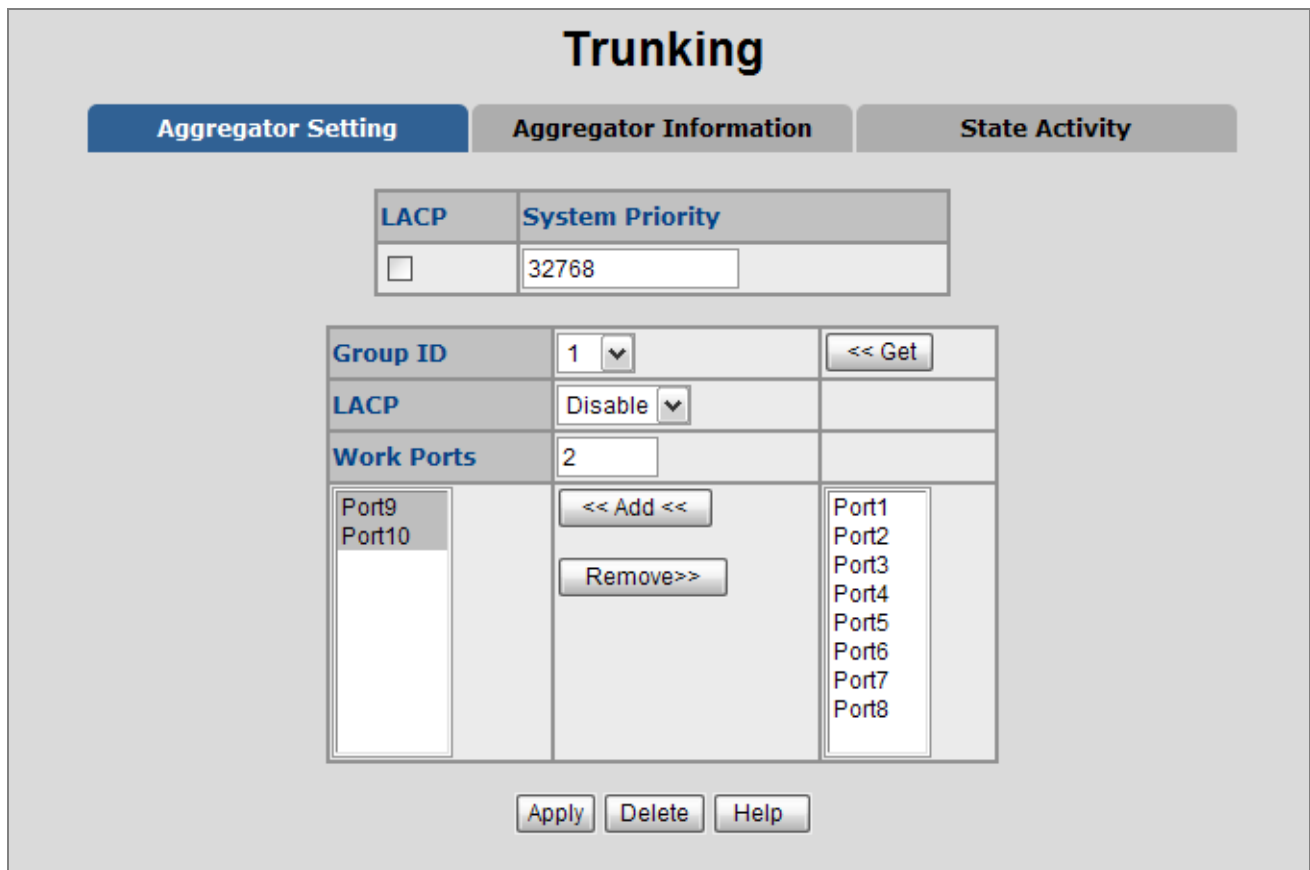 Trunking
Aggregator Setting
Aggregator Information
State Activity
LACP
System Priority
32768
Group ID
1
<< Get
LACP
Disable
Work Ports
2
Port9
Port10
<< Add <<
Remove>>
Port1
Port2
Port3
Port4
Port5
Port6
Port7
Port8
Apply
Delete
Help